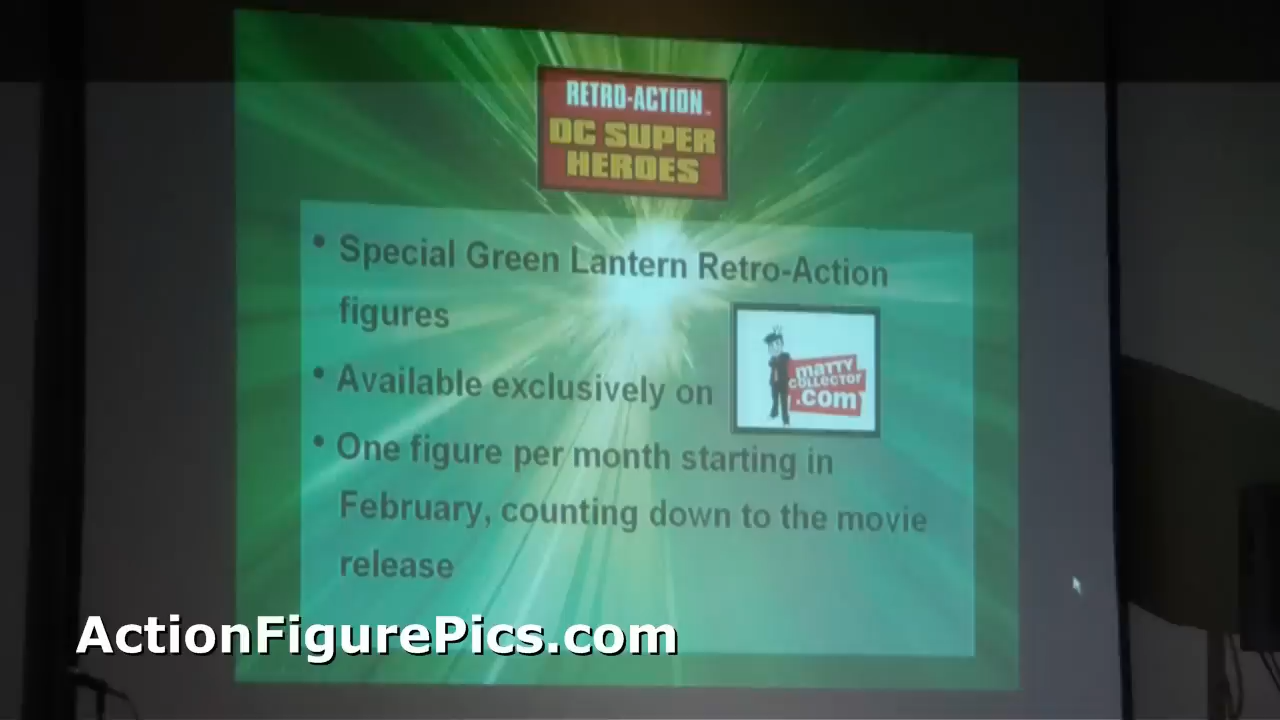 RETRO-ACTION™
DC SUPER
HEROES
• Special Green Lantern Retro-Action
figures
• Available exclusively on
MATTY
COLLECTOR
.com
• One figure per month starting in
February, counting down to the movie
release
ActionFigurePics.com